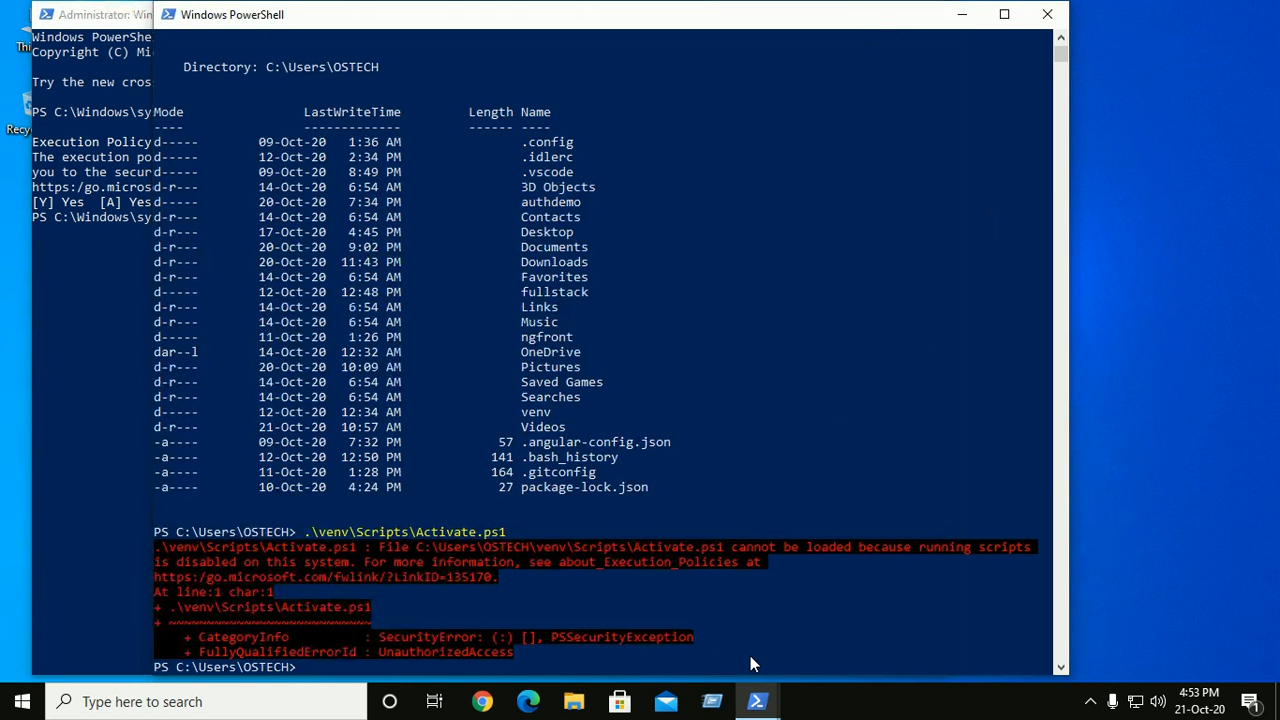 Administrator: Win
Windows PowerShell
Thi
Recy
Windows PowerShe
Copyright (C) Mi
Try the new cros
PS C:\Windows\sy
Execution Policy
The execution po
you to the secur
https:/go.micros
[Y] Yes  [A] Yes
PS C:\Windows\sy
Directory: C:\Users\OSTECH
Mode                LastWriteTime         Length Name
----                -------------         ------ ----
d-----        09-Oct-20   1:36 AM                .config
d-----        12-Oct-20   2:34 PM                .idlerc
d-----        09-Oct-20   8:49 PM                .vscode
d-r---        14-Oct-20   6:54 AM                3D Objects
d-----        20-Oct-20   7:34 PM                authdemo
d-r---        14-Oct-20   6:54 AM                Contacts
d-r---        17-Oct-20   4:45 PM                Desktop
d-r---        20-Oct-20   9:02 PM                Documents
d-r---        20-Oct-20  11:43 PM                Downloads
d-r---        14-Oct-20   6:54 AM                Favorites
d-----        12-Oct-20  12:48 PM                fullstack
d-r---        14-Oct-20   6:54 AM                Links
d-r---        14-Oct-20   6:54 AM                Music
d-----        11-Oct-20   1:26 PM                ngfront
dar--l        14-Oct-20  12:32 AM                OneDrive
d-r---        20-Oct-20  10:09 AM                Pictures
d-r---        14-Oct-20   6:54 AM                Saved Games
d-r---        14-Oct-20   6:54 AM                Searches
d-----        12-Oct-20  12:34 AM                venv
d-r---        21-Oct-20  10:57 AM                Videos
-a----        09-Oct-20   7:32 PM             57 .angular-config.json
-a----        12-Oct-20  12:50 PM            141 .bash_history
-a----        11-Oct-20   1:28 PM            164 .gitconfig
-a----        10-Oct-20   4:24 PM             27 package-lock.json
PS C:\Users\OSTECH> .\venv\Scripts\Activate.ps1
.\venv\Scripts\Activate.ps1 : File C:\Users\OSTECH\venv\Scripts\Activate.ps1 cannot be loaded because running scripts
is disabled on this system. For more information, see about_Execution_Policies at
https:/go.microsoft.com/fwlink/?LinkID=135170.
At line:1 char:1
+ .\venv\Scripts\Activate.ps1
+ ~~~~~~~~~~~~~~~~~~~~~~~~~~~
+ CategoryInfo          : SecurityError: (:) [], PSSecurityException
+ FullyQualifiedErrorId : UnauthorizedAccess
PS C:\Users\OSTECH>
Type here to search
4:53 PM
21-Oct-20
1